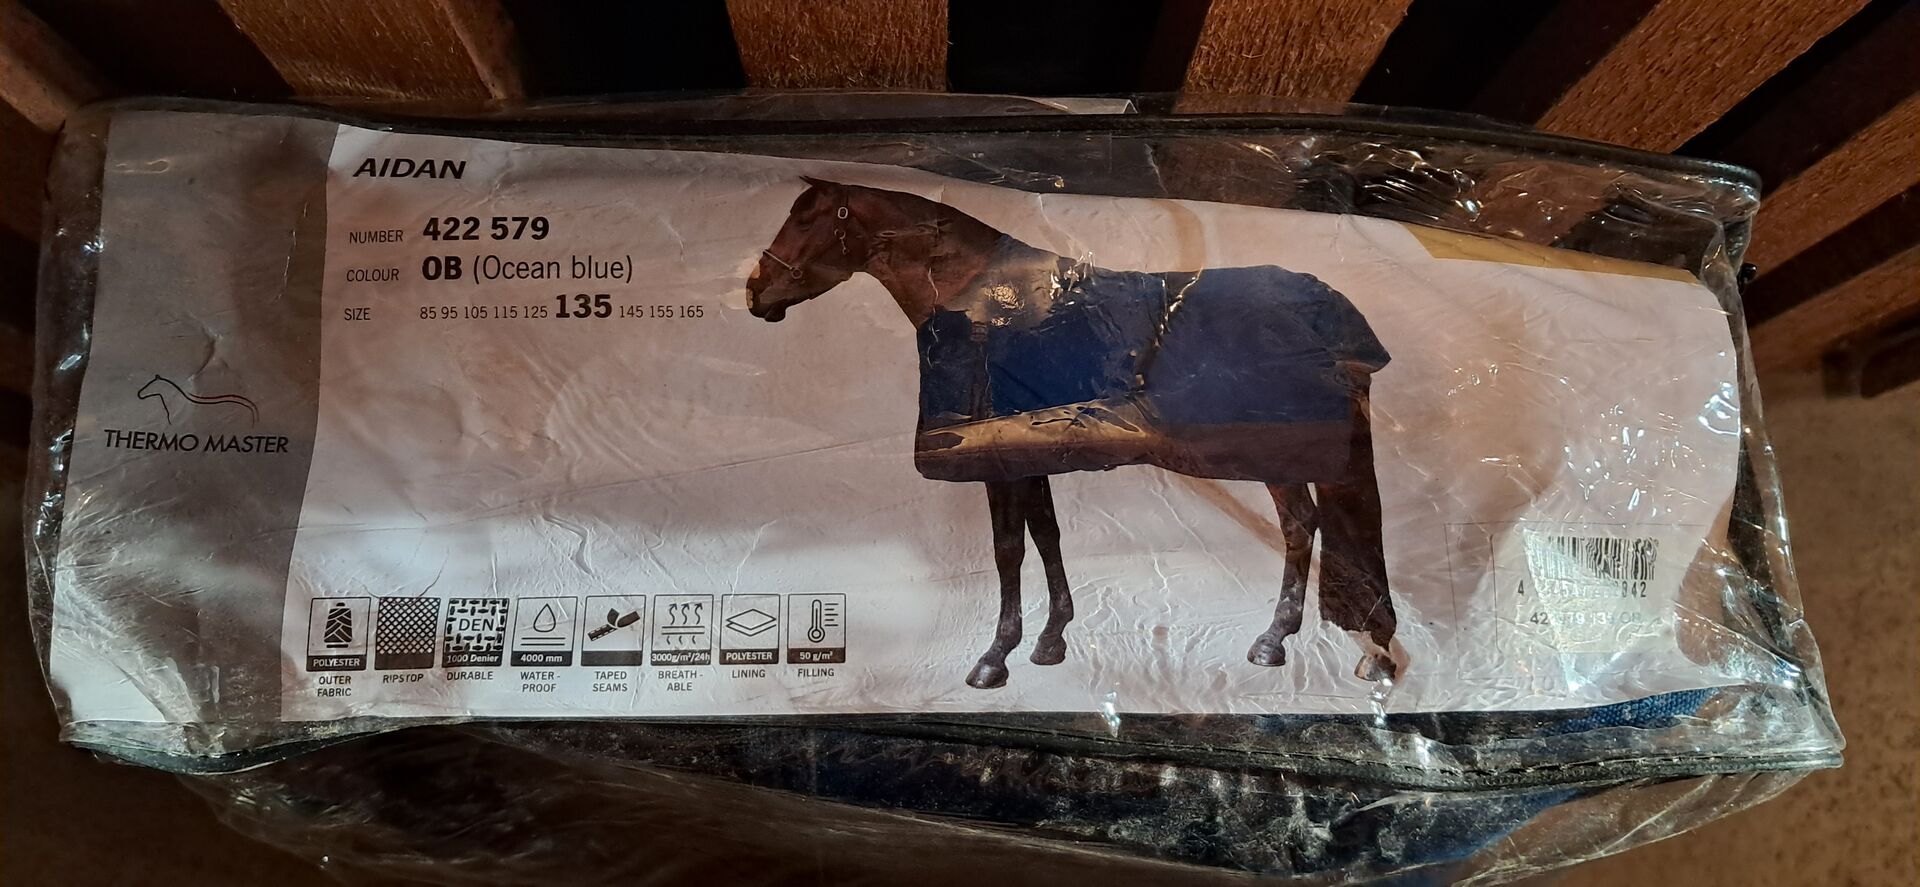 AIDAN
NUMBER 422 579
COLOUR OB (Ocean blue)
SIZE 85 95 105 115 125 135 145 155 165
THERMO MASTER
POLYESTER
OUTER
FABRIC
RIPSTOP
DEN
1000 Denier
DURABLE
4000 mm
WATER-
PROOF
TAPED
SEAMS
3000g/m²/24h
BREATH-
ABLE
POLYESTER
LINING
50 g/m²
FILLING